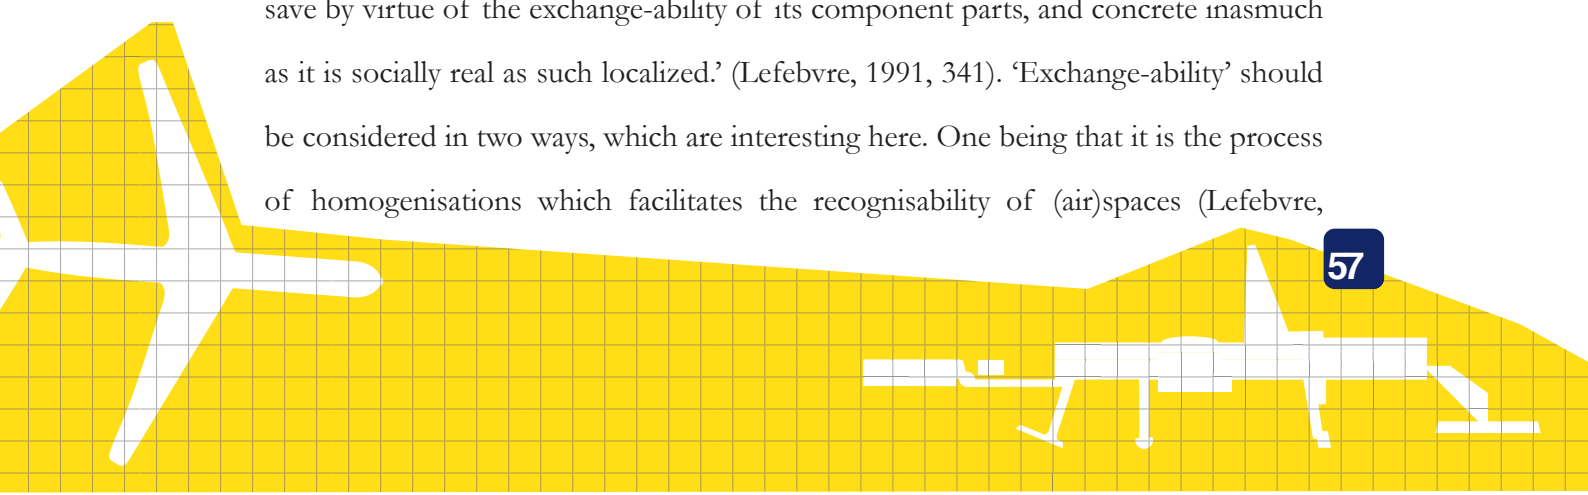 save by virtue of the exchange-ability of its component parts, and concrete inasmuch
as it is socially real as such localized.’ (Lefebvre, 1991, 341). ‘Exchange-ability’ should
be considered in two ways, which are interesting here. One being that it is the process
of homogenisations which facilitates the recognisability of (air)spaces (Lefebvre,
57